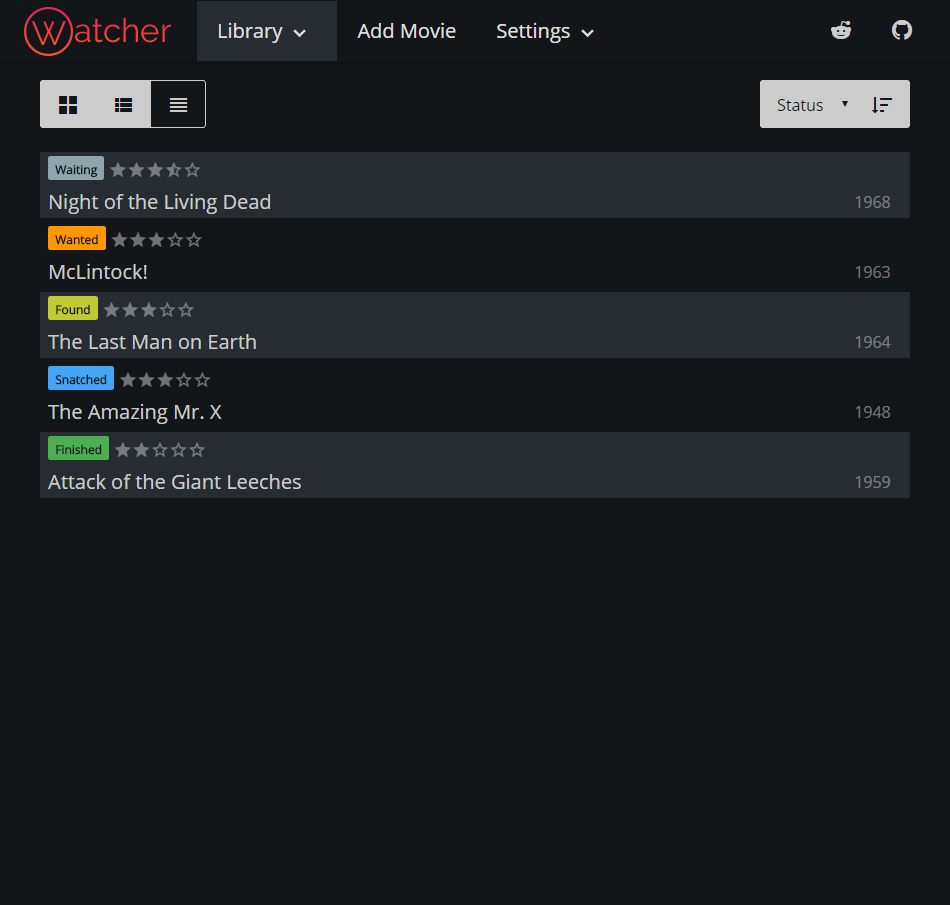 Watcher Library Add Movie Settings
Status
Waiting
Night of the Living Dead 1968
Wanted
McLintock! 1963
Found
The Last Man on Earth 1964
Snatched
The Amazing Mr. X 1948
Finished
Attack of the Giant Leeches 1959